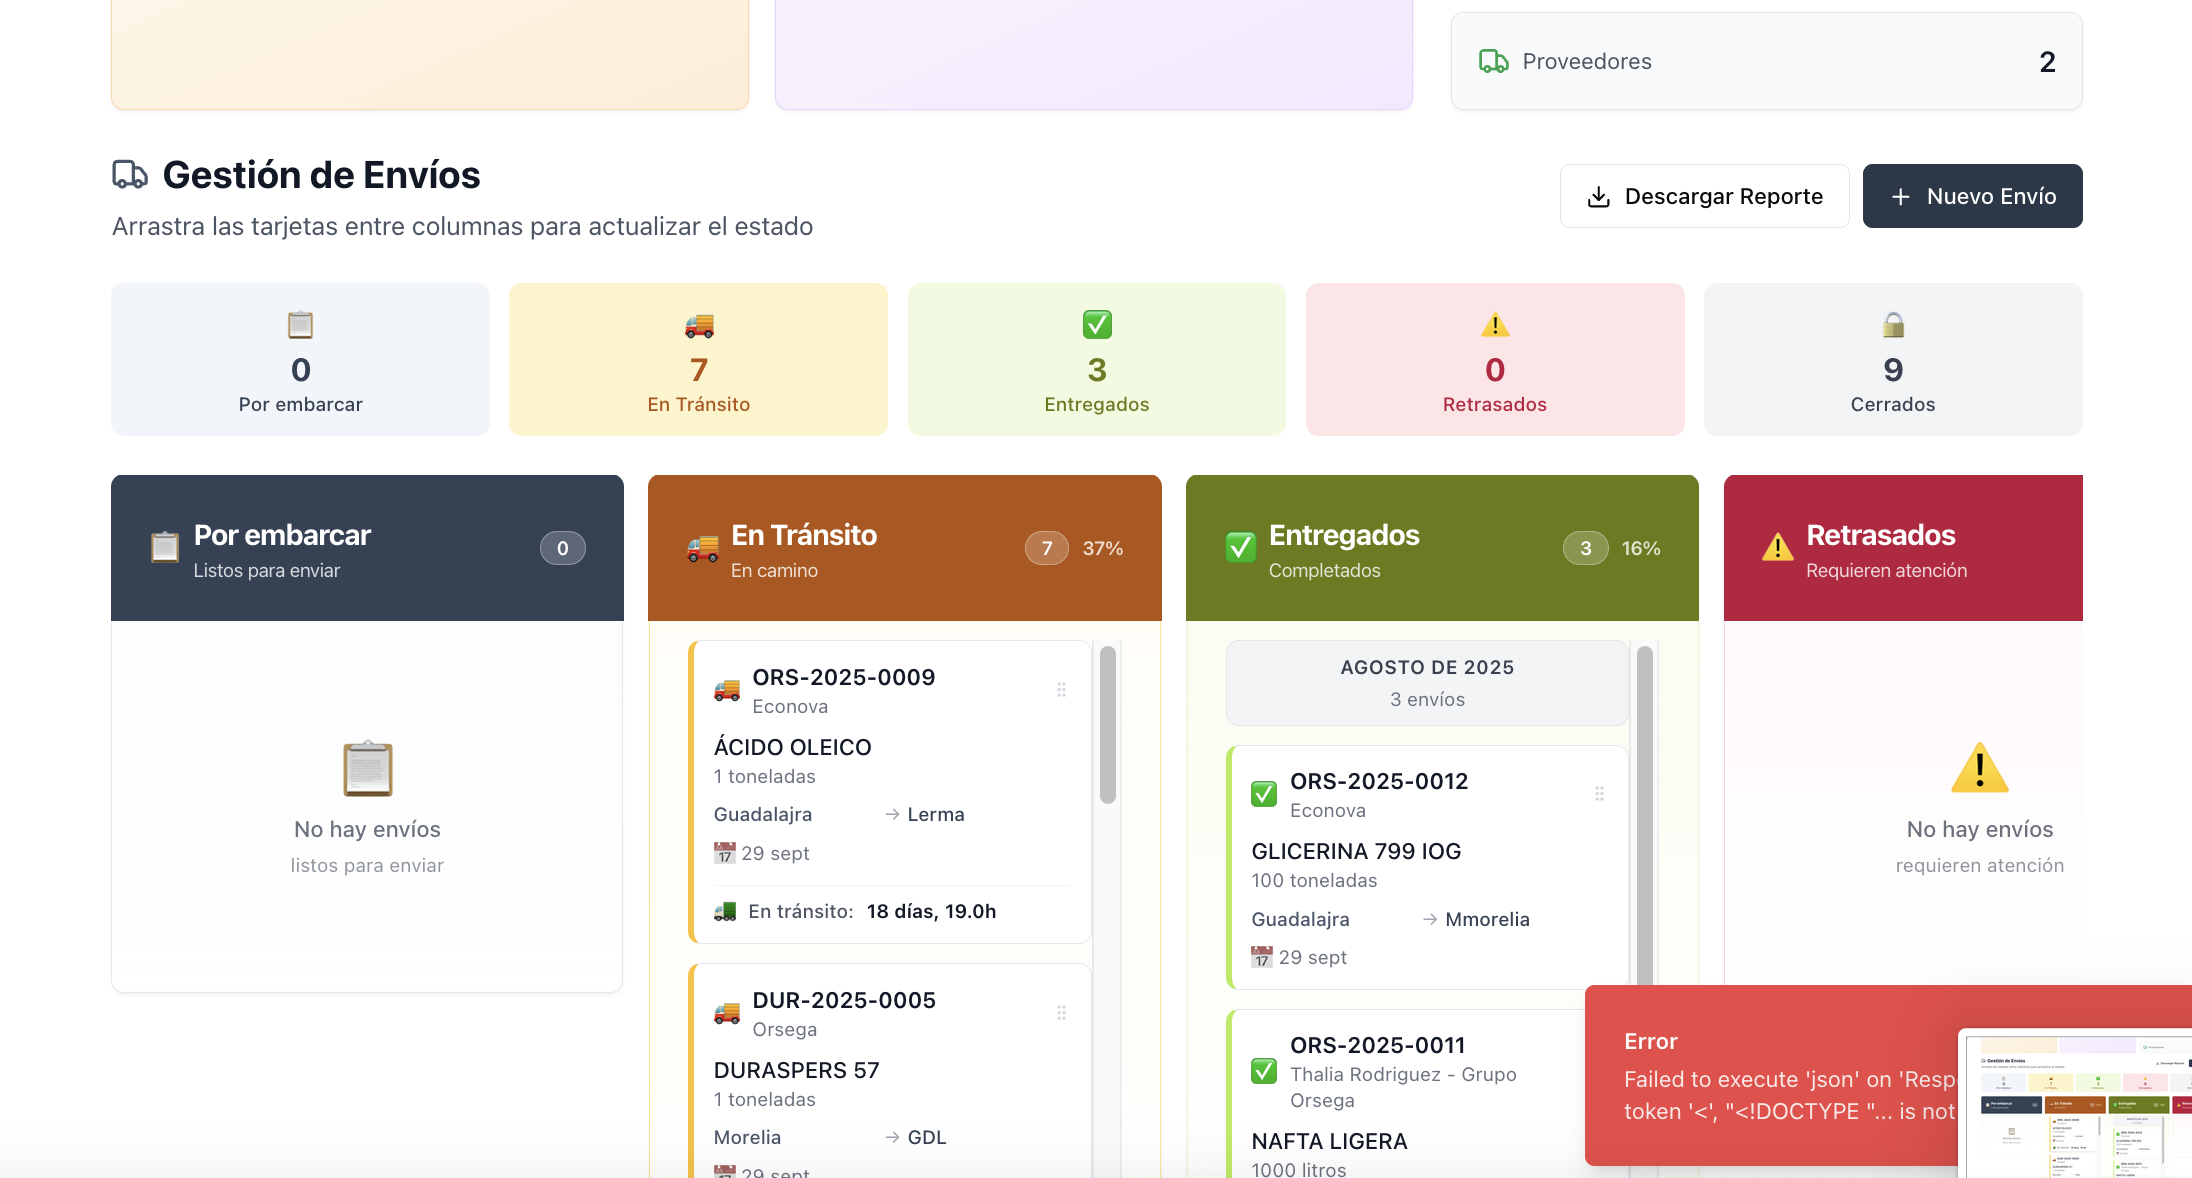 Proveedores
2
Gestión de Envíos
Arrastra las tarjetas entre columnas para actualizar el estado
Descargar Reporte
Nuevo Envío
0
Por embarcar
7
En Tránsito
3
Entregados
0
Retrasados
9
Cerrados
Por embarcar
Listos para enviar
0
No hay envíos
listos para enviar
En Tránsito
En camino
7
37%
ORS-2025-0009
Econova
ÁCIDO OLEICO
1 toneladas
Guadalajra → Lerma
29 sept
En tránsito: 18 días, 19.0h
DUR-2025-0005
Orsega
DURASPERS 57
1 toneladas
Morelia → GDL
29 sept
Entregados
Completados
3
16%
AGOSTO DE 2025
3 envíos
ORS-2025-0012
Econova
GLICERINA 799 IOG
100 toneladas
Guadalajra → Mmorelia
29 sept
ORS-2025-0011
Thalia Rodriguez - Grupo
Orsega
NAFTA LIGERA
1000 litros
Retrasados
Requieren atención
No hay envíos
requieren atención
Error
Failed to execute 'json' on 'Resp
token '<', "<!DOCTYPE "... is not